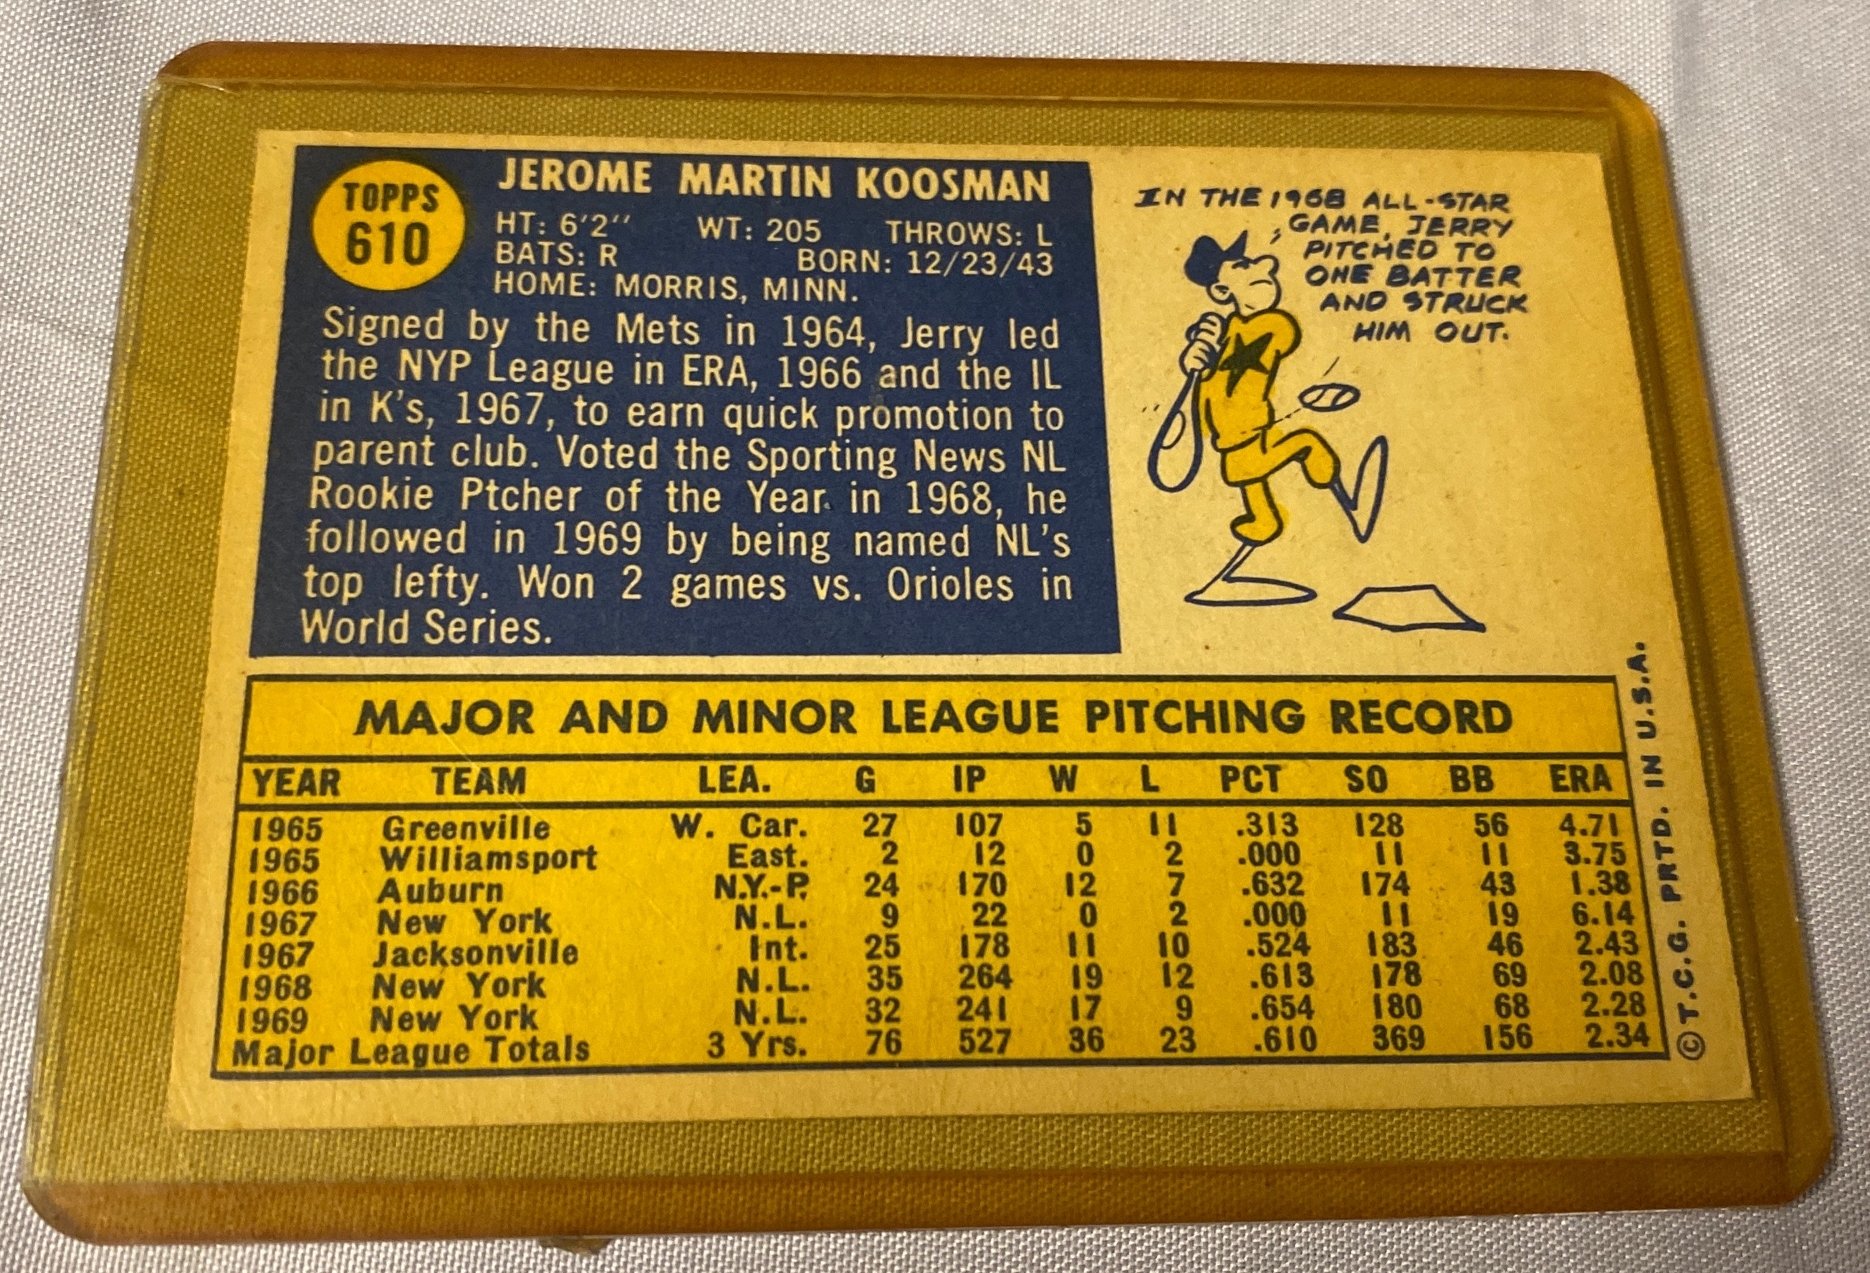 TOPPS
610
JEROME MARTIN KOOSMAN
HT: 6'2" WT: 205 THROWS: L
BATS: R BORN: 12/23/43
HOME: MORRIS, MINN.
Signed by the Mets in 1964, Jerry led
the NYP League in ERA, 1966 and the IL
in K's, 1967, to earn quick promotion to
parent club. Voted the Sporting News NL
Rookie Ptcher of the Year in 1968, he
followed in 1969 by being named NL's
top lefty. Won 2 games vs. Orioles in
World Series.
IN THE 1968 ALL-STAR
GAME, JERRY
PITCHED TO
ONE BATTER
AND STRUCK
HIM OUT.
MAJOR AND MINOR LEAGUE PITCHING RECORD
YEAR TEAM LEA. G IP W L PCT SO BB ERA
1965 Greenville W. Car. 27 107 5 11 .313 128 56 4.71
1965 Williamsport East. 2 12 0 2 .000 11 11 3.75
1966 Auburn N.Y.-P. 24 170 12 7 .632 174 43 1.38
1967 New York N.L. 9 22 0 2 .000 11 19 6.14
1967 Jacksonville Int. 25 178 11 10 .524 183 46 2.43
1968 New York N.L. 35 264 19 12 .613 178 69 2.08
1969 New York N.L. 32 241 17 9 .654 180 68 2.28
Major League Totals 3 Yrs. 76 527 36 23 .610 369 156 2.34
© T.C.G. PRTD. IN U.S.A.